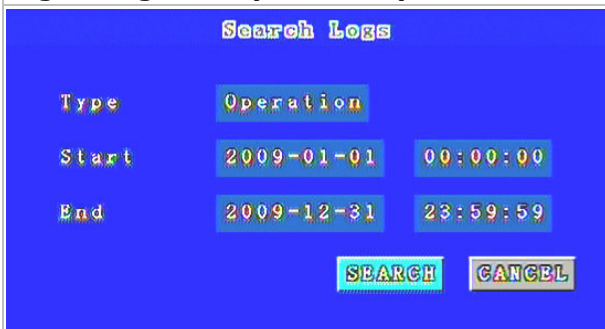 Search Logs
Type Operation
Start 2009-01-01 00:00:00
End 2009-12-31 23:59:59
SEARCH CANCEL